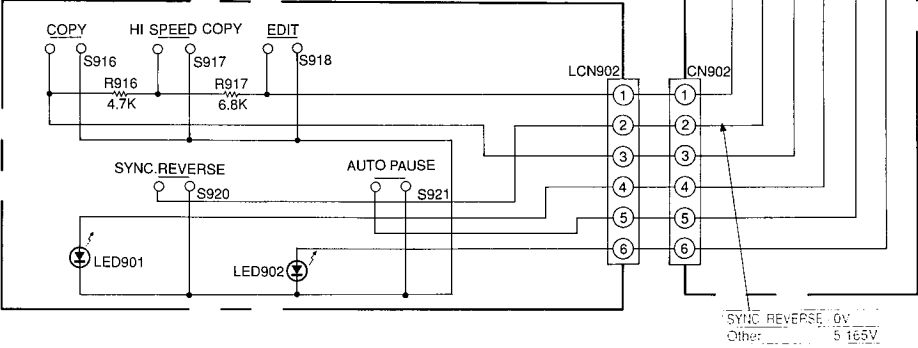 COPY HI SPEED COPY EDIT
S916 S917 S918
R916 R917
4.7K 6.8K
LCN902 CN902
1 1
2 2
3 3
SYNC.REVERSE AUTO PAUSE
S920 S921
4 4
5 5
6 6
LED901
LED902
SYNC REVERSE 0V
Other 5.165V